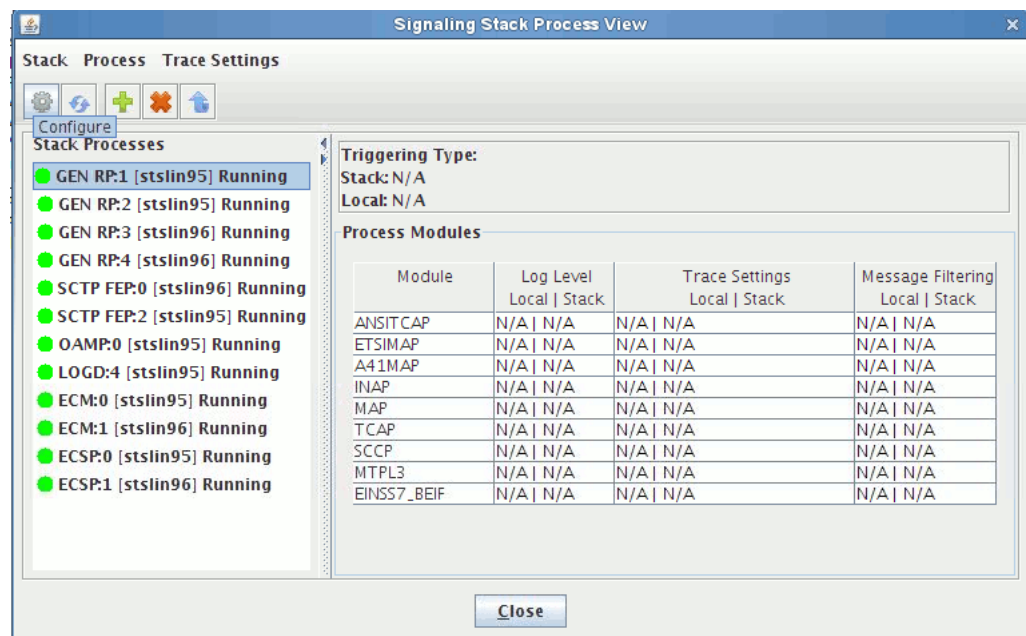 Signaling Stack Process View
Stack Process Trace Settings
Configure
Stack Processes
GEN RP:1 [stslin95] Running
GEN RP:2 [stslin95] Running
GEN RP:3 [stslin96] Running
GEN RP:4 [stslin96] Running
SCTP FEP:0 [stslin96] Running
SCTP FEP:2 [stslin95] Running
OAMP:0 [stslin95] Running
LOGD:4 [stslin95] Running
ECM:0 [stslin95] Running
ECM:1 [stslin96] Running
ECSP:0 [stslin95] Running
ECSP:1 [stslin96] Running
Triggering Type:
Stack: N/A
Local: N/A
Process Modules
Module Log Level Trace Settings Message Filtering
Local | Stack Local | Stack Local | Stack
ANSITCAP N/A | N/A N/A | N/A N/A | N/A
ETSIMAP N/A | N/A N/A | N/A N/A | N/A
A41MAP N/A | N/A N/A | N/A N/A | N/A
INAP N/A | N/A N/A | N/A N/A | N/A
MAP N/A | N/A N/A | N/A N/A | N/A
TCAP N/A | N/A N/A | N/A N/A | N/A
SCCP N/A | N/A N/A | N/A N/A | N/A
MTPL3 N/A | N/A N/A | N/A N/A | N/A
EINSS7_BEIF N/A | N/A N/A | N/A N/A | N/A
Close